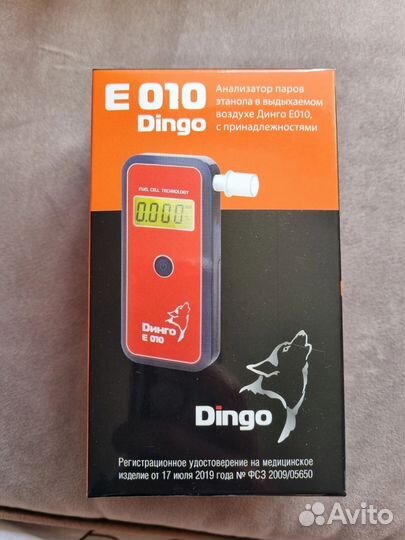 E 010
Dingo
Анализатор паров
этанола в выдыхаемом
воздухе Динго Е010,
с принадлежностями
FUEL CELL TECHNOLOGY
0.000
Динго
E 010
Dingo
Регистрационное удостоверение на медицинское
изделие от 17 июля 2019 года № ФСЗ 2009/05650
Avito